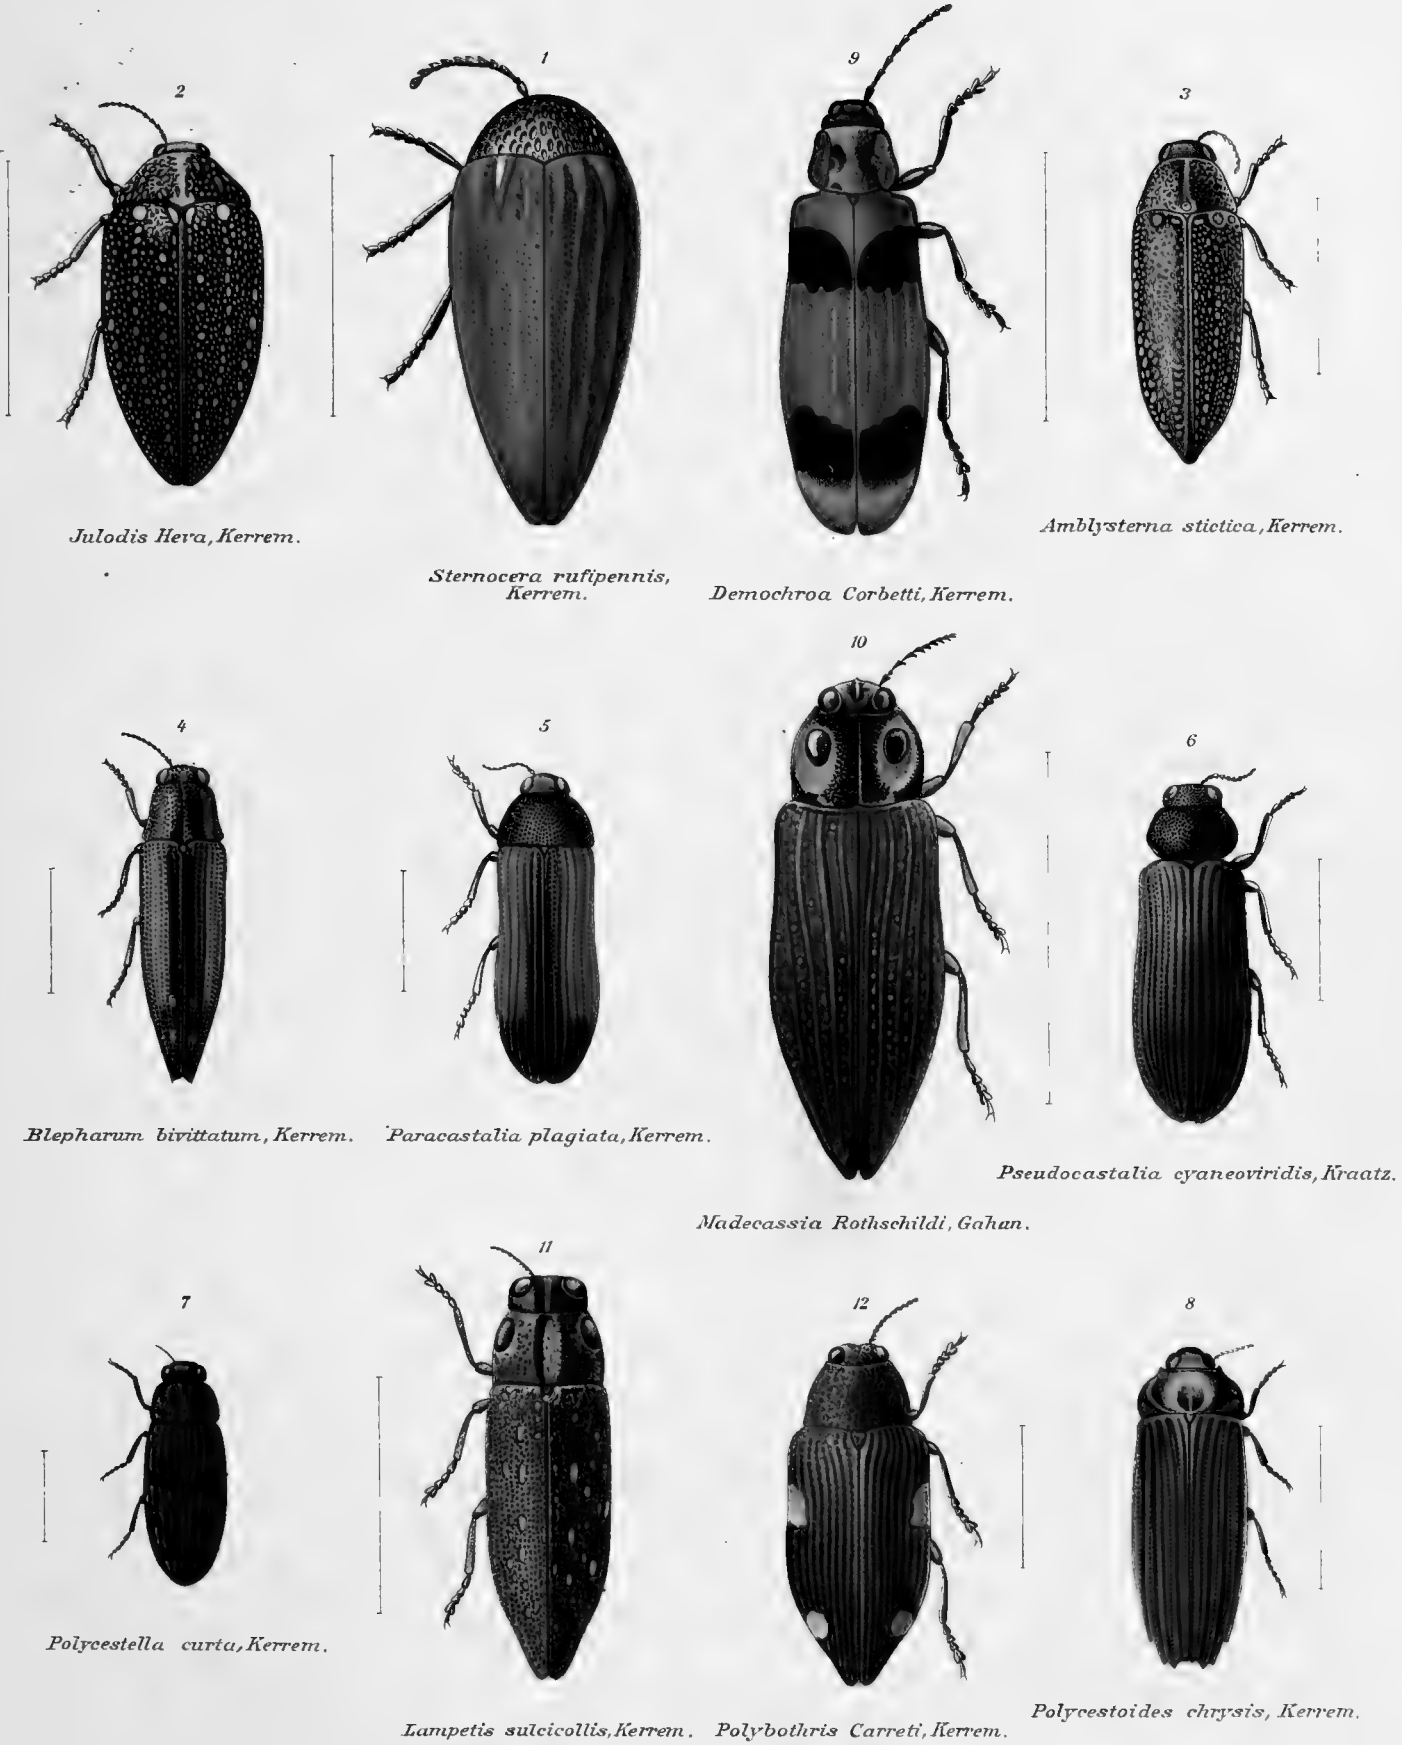 2
1
9
3
Julodis Hera, Kerrem.
Sternocera rufipennis,
Kerrem.
Demochroa Corbetti, Kerrem.
Amblysterna stictica, Kerrem.
4
5
10
6
Blepharum bivittatum, Kerrem.
Paracastalia plagiata, Kerrem.
Madecassia Rothschildi, Gahan.
Pseudocastalia cyaneoviridis, Kraatz.
7
11
12
8
Polycestella curta, Kerrem.
Lampetis sulcicollis, Kerrem.
Polybothris Carreti, Kerrem.
Polycestoides chrysis, Kerrem.